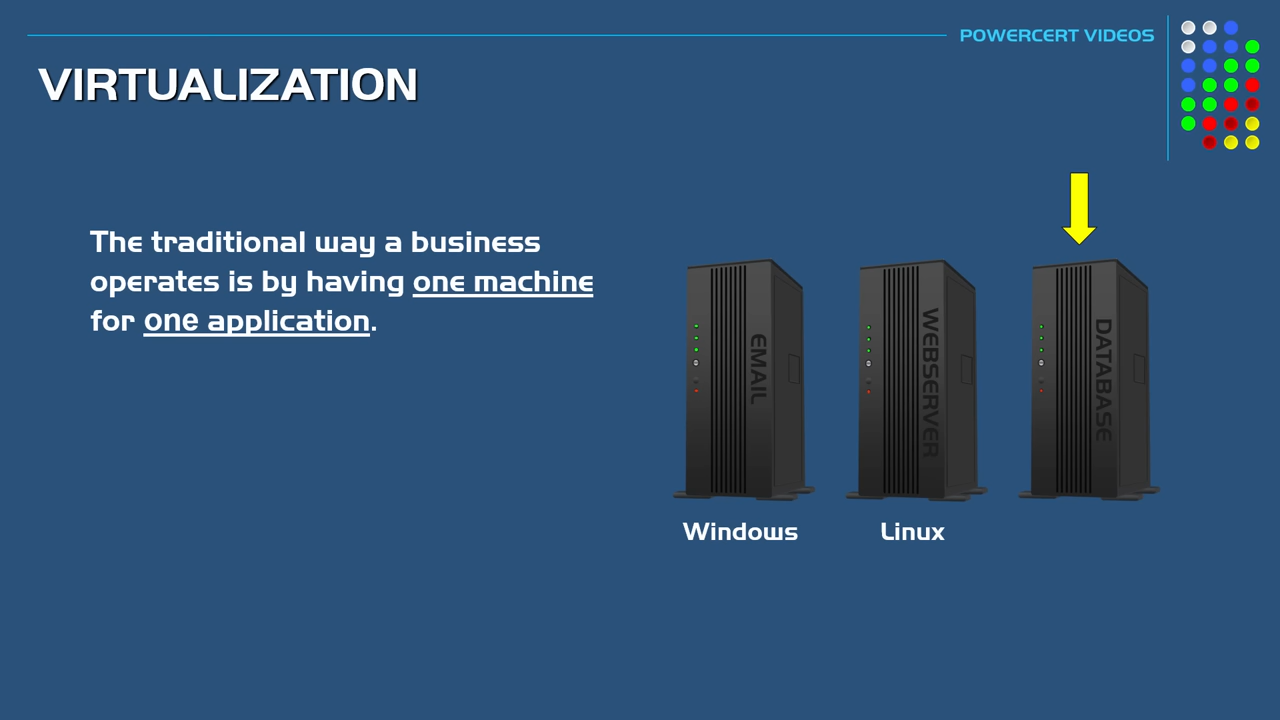 POWERCERT VIDEOS
VIRTUALIZATION
The traditional way a business
operates is by having one machine
for one application.
EMAIL
WEBSERVER
DATABASE
Windows
Linux